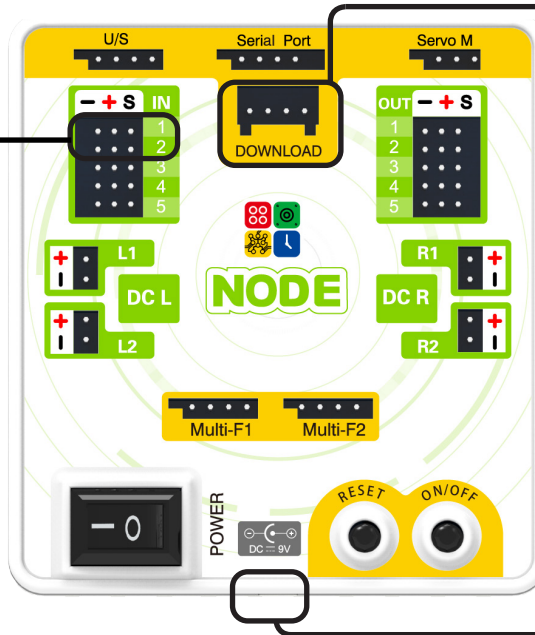 U/S
Serial Port
Servo M
− + S IN
1
2
3
4
5
DOWNLOAD
OUT − + S
1
2
3
4
5
+
−
L1
DC L
+
−
L2
NODE
R1
+
−
DC R
R2
+
−
Multi-F1
Multi-F2
− O
POWER
DC ⎓ 9V
RESET
ON/OFF